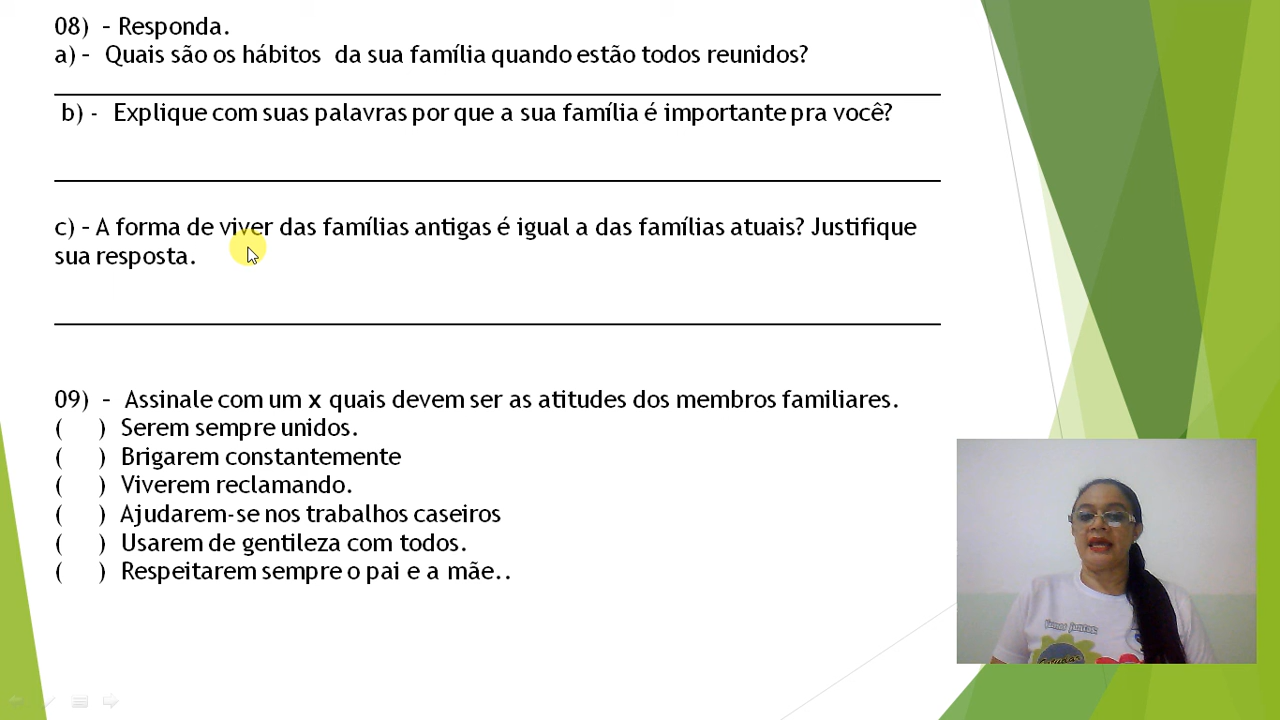 08) - Responda.
a) - Quais são os hábitos da sua família quando estão todos reunidos?
b) - Explique com suas palavras por que a sua família é importante pra você?
c) - A forma de viver das famílias antigas é igual a das famílias atuais? Justifique
sua resposta.
09) - Assinale com um x quais devem ser as atitudes dos membros familiares.
( ) Serem sempre unidos.
( ) Brigarem constantemente
( ) Viverem reclamando.
( ) Ajudarem-se nos trabalhos caseiros
( ) Usarem de gentileza com todos.
( ) Respeitarem sempre o pai e a mãe..